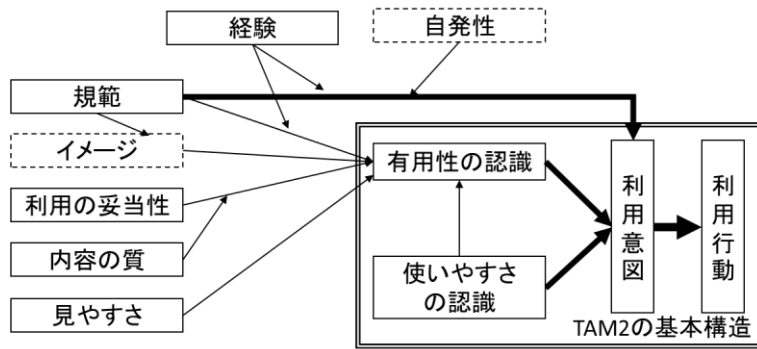 経験
自発性
規範
イメージ
利用の妥当性
内容の質
見やすさ
有用性の認識
使いやすさ
の認識
利用意図
利用行動
TAM2の基本構造